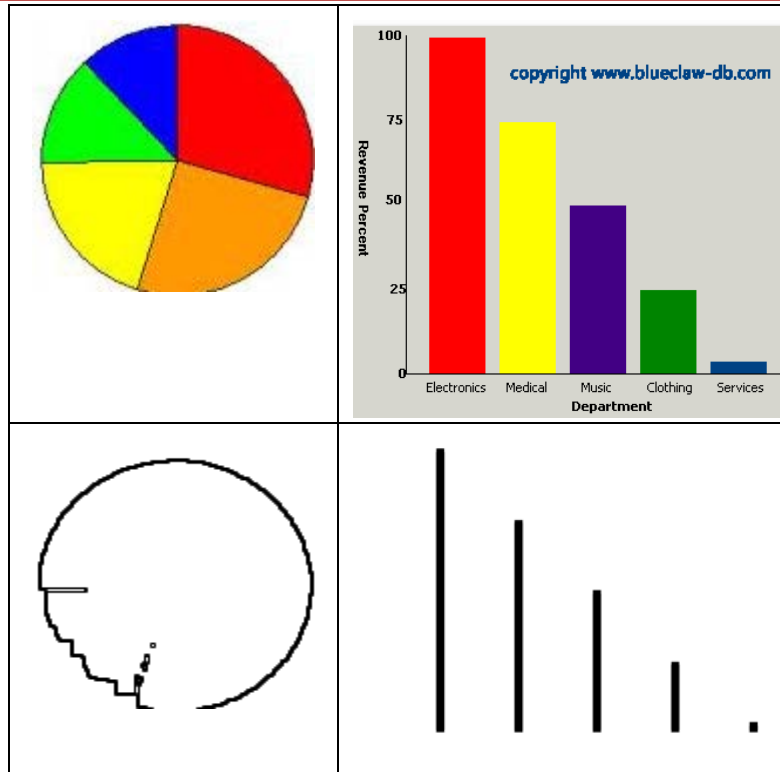 100
copyright www.blueclaw-db.com
75
50
25
0
Revenue Percent
Electronics Medical Music Clothing Services
Department